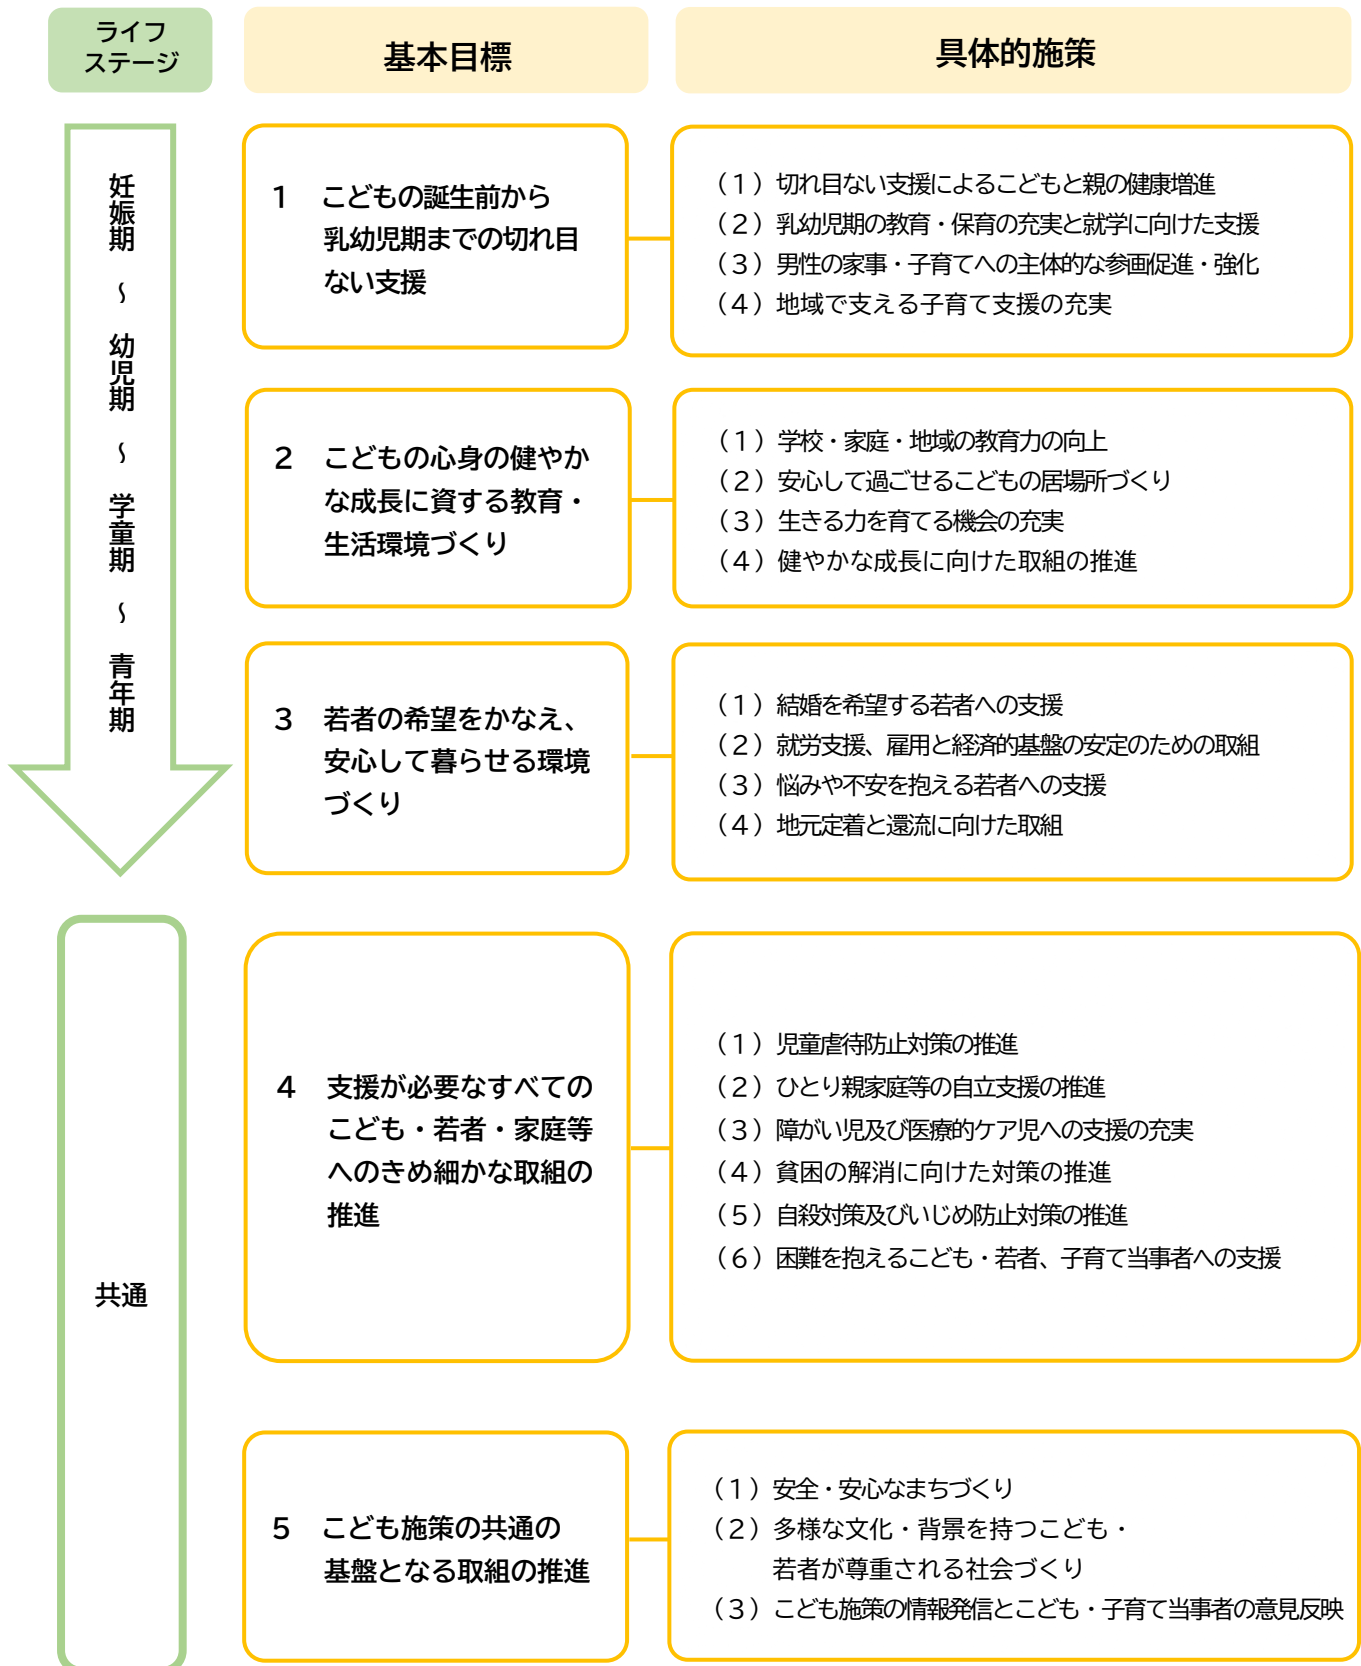 ライフ
ステージ
基本目標
具体的施策
妊娠期 ～ 幼児期 ～ 学童期 ～ 青年期
1 こどもの誕生前から
乳幼児期までの切れ目
ない支援
（1）切れ目ない支援によるこどもと親の健康増進
（2）乳幼児期の教育・保育の充実と就学に向けた支援
（3）男性の家事・子育てへの主体的な参画促進・強化
（4）地域で支える子育て支援の充実
2 こどもの心身の健やか
な成長に資する教育・
生活環境づくり
（1）学校・家庭・地域の教育力の向上
（2）安心して過ごせるこどもの居場所づくり
（3）生きる力を育てる機会の充実
（4）健やかな成長に向けた取組の推進
3 若者の希望をかなえ、
安心して暮らせる環境
づくり
（1）結婚を希望する若者への支援
（2）就労支援、雇用と経済的基盤の安定のための取組
（3）悩みや不安を抱える若者への支援
（4）地元定着と還流に向けた取組
共通
4 支援が必要なすべての
こども・若者・家庭等
へのきめ細かな取組の
推進
（1）児童虐待防止対策の推進
（2）ひとり親家庭等の自立支援の推進
（3）障がい児及び医療的ケア児への支援の充実
（4）貧困の解消に向けた対策の推進
（5）自殺対策及びいじめ防止対策の推進
（6）困難を抱えるこども・若者、子育て当事者への支援
5 こども施策の共通の
基盤となる取組の推進
（1）安全・安心なまちづくり
（2）多様な文化・背景を持つこども・
若者が尊重される社会づくり
（3）こども施策の情報発信とこども・子育て当事者の意見反映